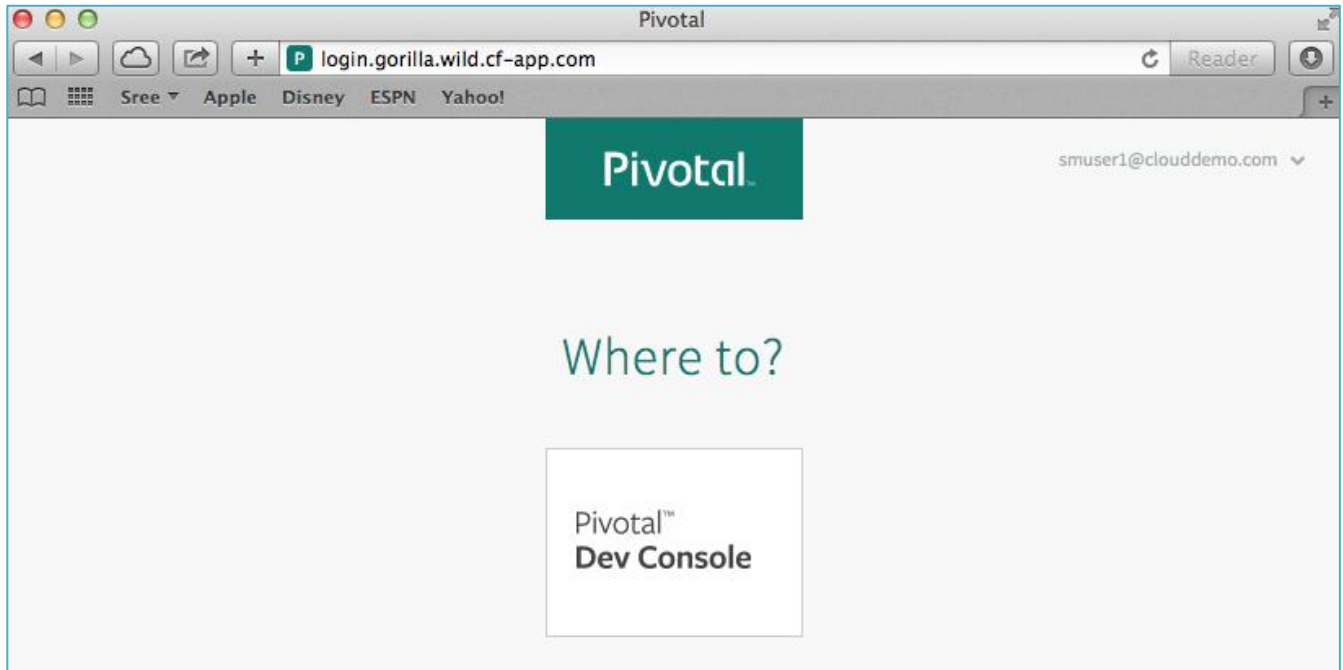 Pivotal
P login.gorilla.wild.cf-app.com Reader
Sree Apple Disney ESPN Yahoo!
Pivotal™
smuser1@clouddemo.com
Where to?
Pivotal™
Dev Console